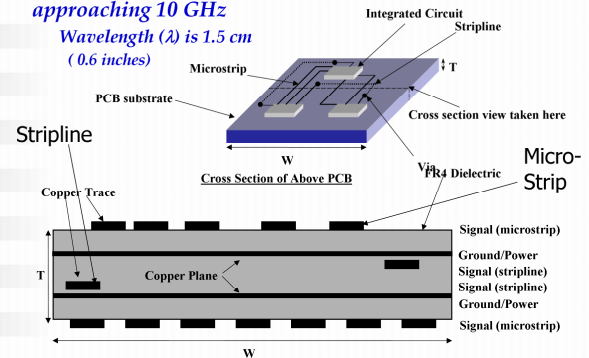 approaching 10 GHz
Wavelength (λ) is 1.5 cm
( 0.6 inches)
Integrated Circuit
Stripline
Microstrip
T
PCB substrate
Cross section view taken here
Stripline
W
Via
FR4 Dielectric
Micro-
Strip
Cross Section of Above PCB
Copper Trace
Signal (microstrip)
Ground/Power
Signal (stripline)
T
Copper Plane
Signal (stripline)
Ground/Power
Signal (microstrip)
W